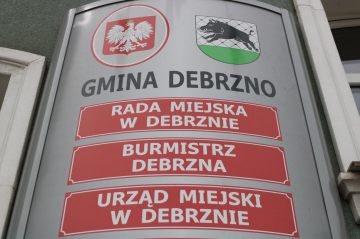 GMINA DEBRZNO
RADA MIEJSKA
W DEBRZNIE
BURMISTRZ
DEBRZNA
URZĄD MIEJSKI
W DEBRZNIE